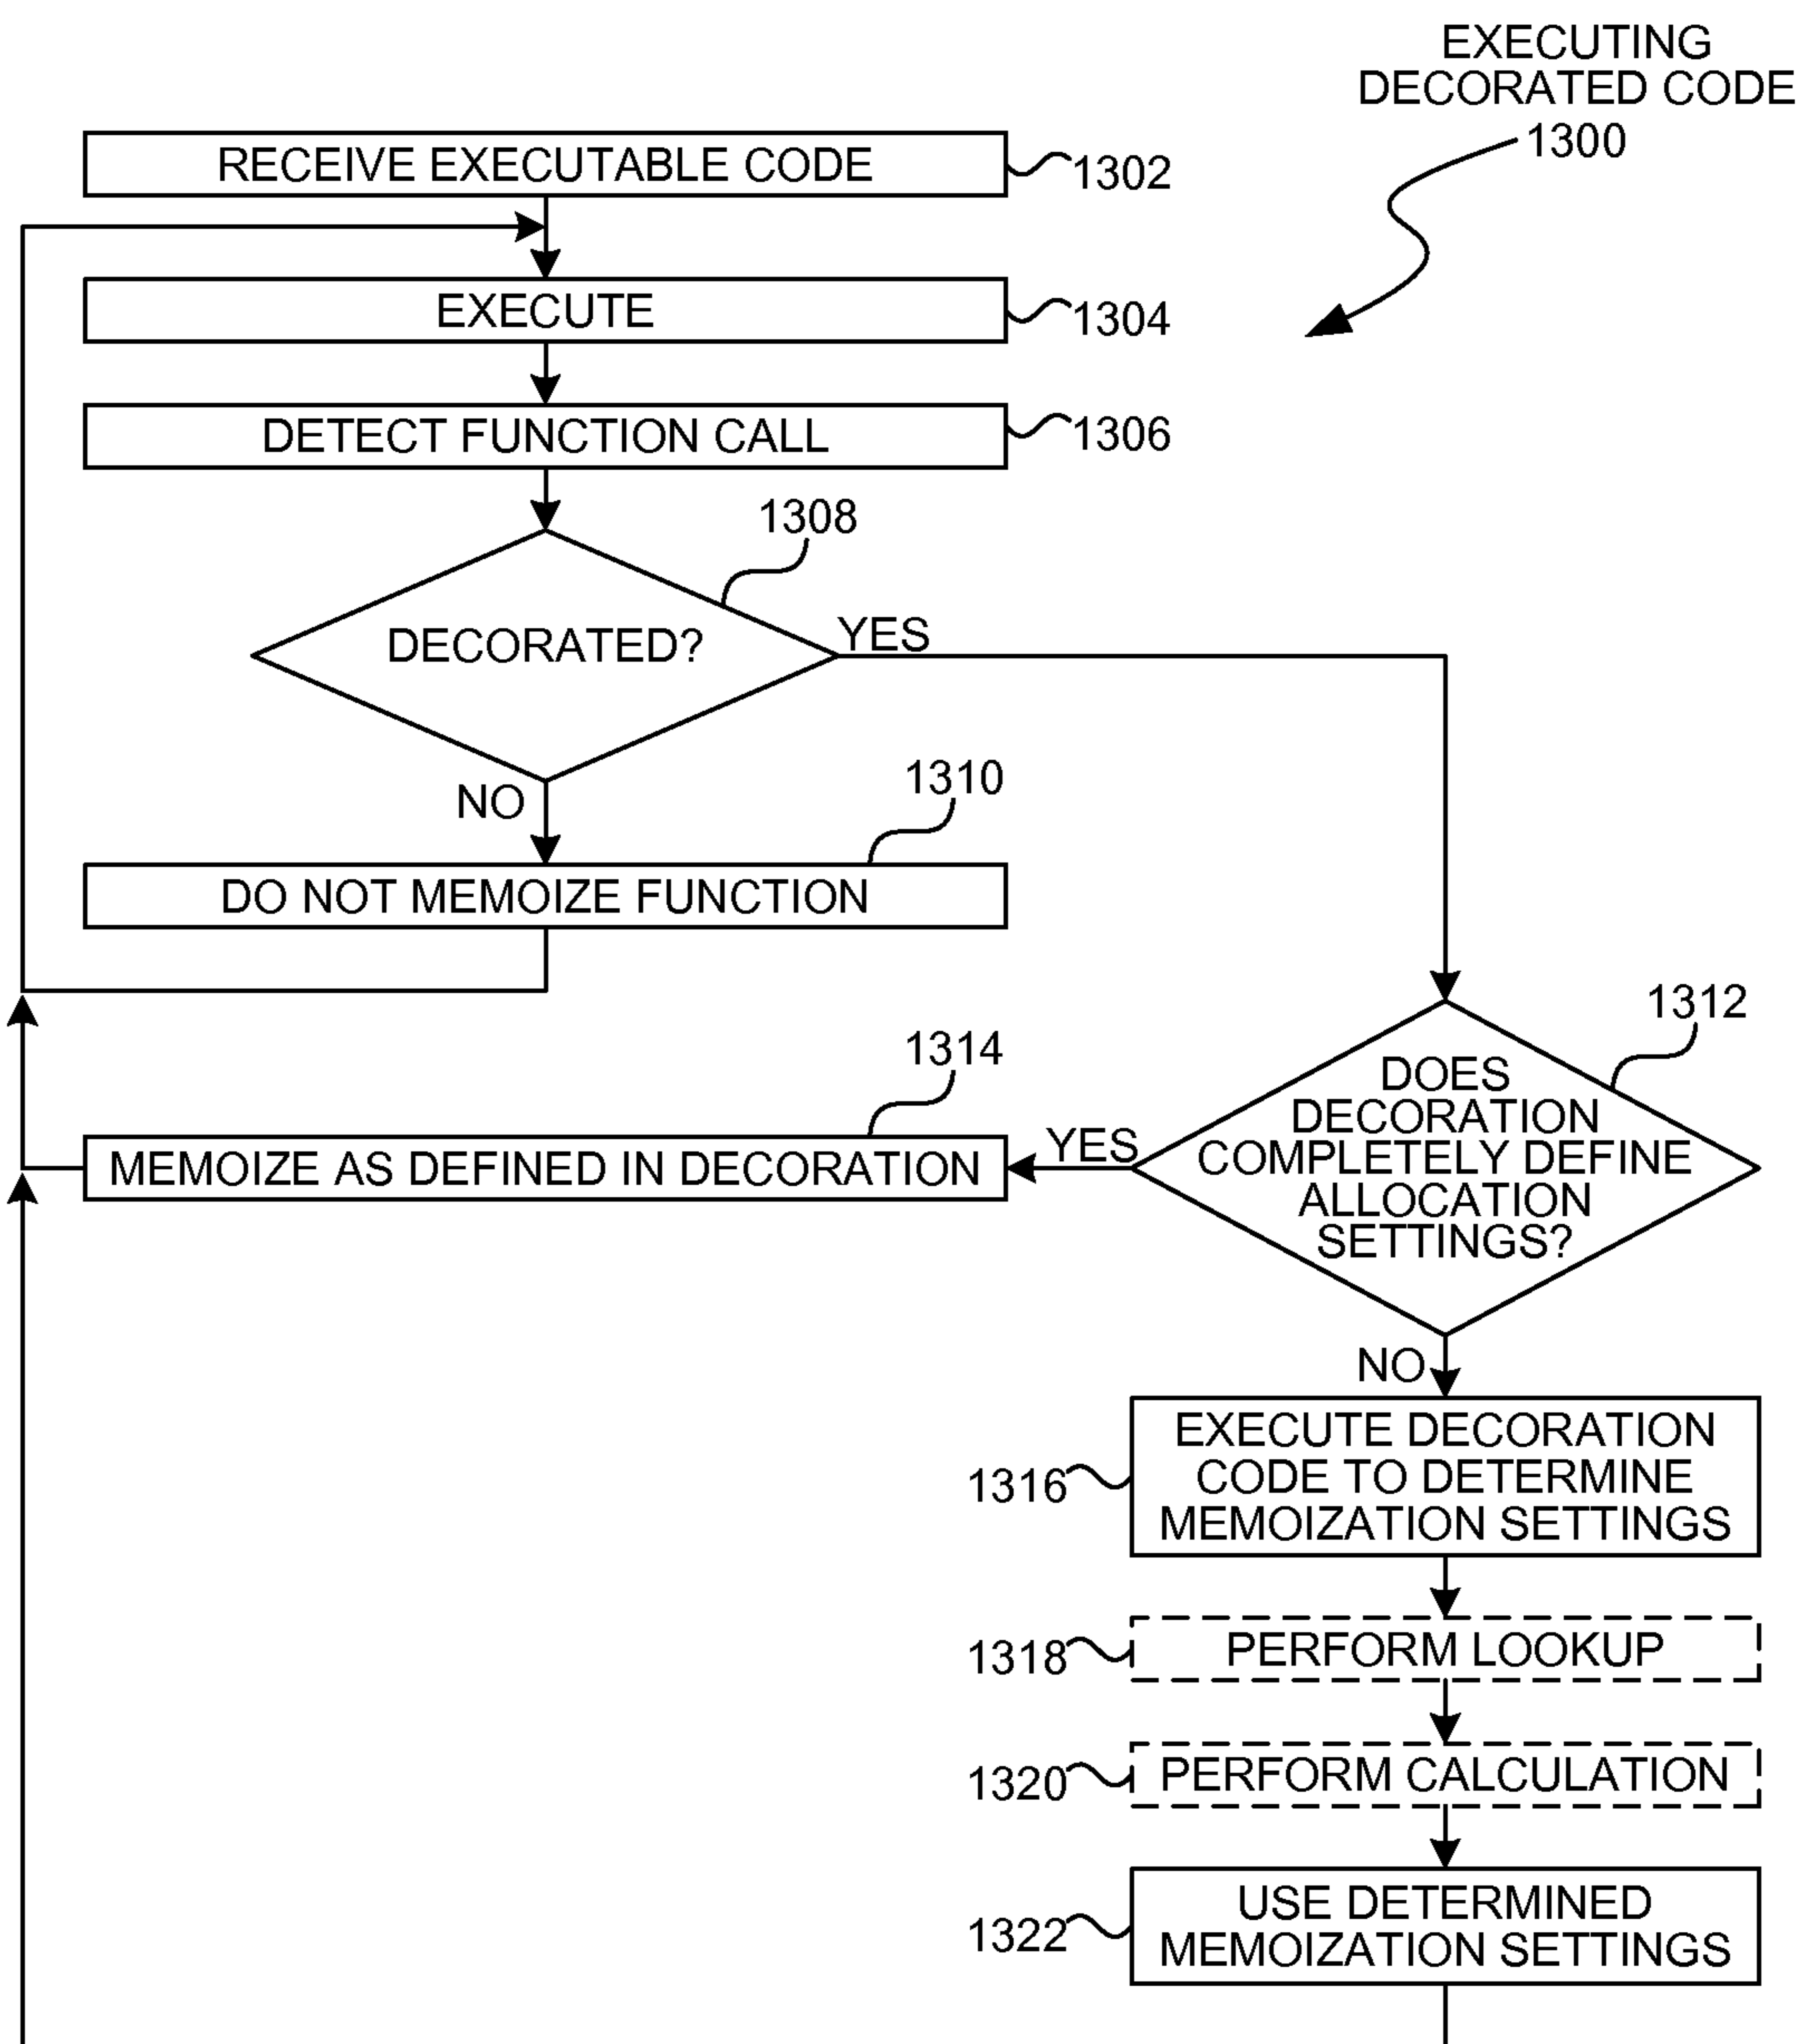 EXECUTING
DECORATED CODE
1300
RECEIVE EXECUTABLE CODE
1302
EXECUTE
1304
DETECT FUNCTION CALL
1306
1308
DECORATED?
YES
NO
1310
DO NOT MEMOIZE FUNCTION
1312
DOES
DECORATION
COMPLETELY DEFINE
ALLOCATION
SETTINGS?
YES
1314
MEMOIZE AS DEFINED IN DECORATION
NO
EXECUTE DECORATION
CODE TO DETERMINE
MEMOIZATION SETTINGS
1316
PERFORM LOOKUP
1318
PERFORM CALCULATION
1320
USE DETERMINED
MEMOIZATION SETTINGS
1322